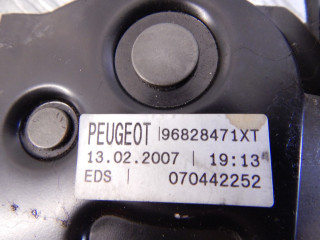 PEUGEOT |96828471XT
13.02.2007 | 19:13
EDS | 070442252